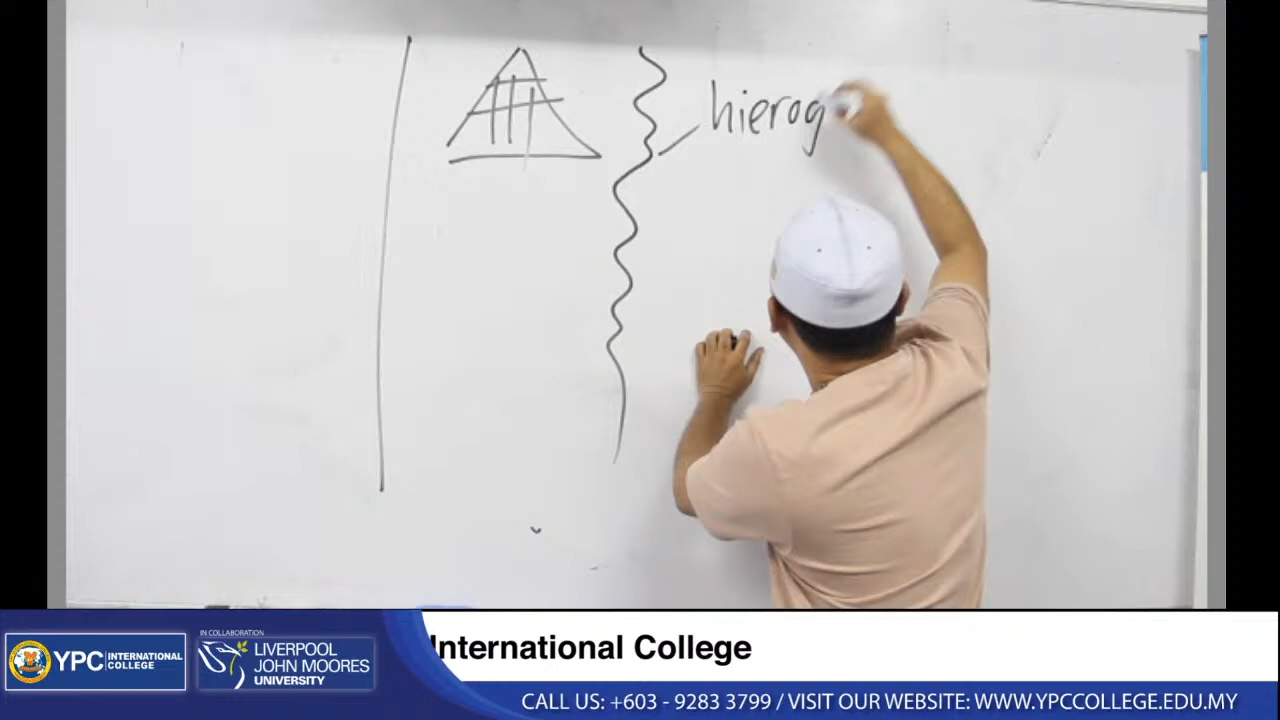 hierog
YPC INTERNATIONAL
COLLEGE
IN COLLABORATION
LIVERPOOL
JOHN MOORES
UNIVERSITY
International College
CALL US: +603 - 9283 3799 / VISIT OUR WEBSITE: WWW.YPCCOLLEGE.EDU.MY